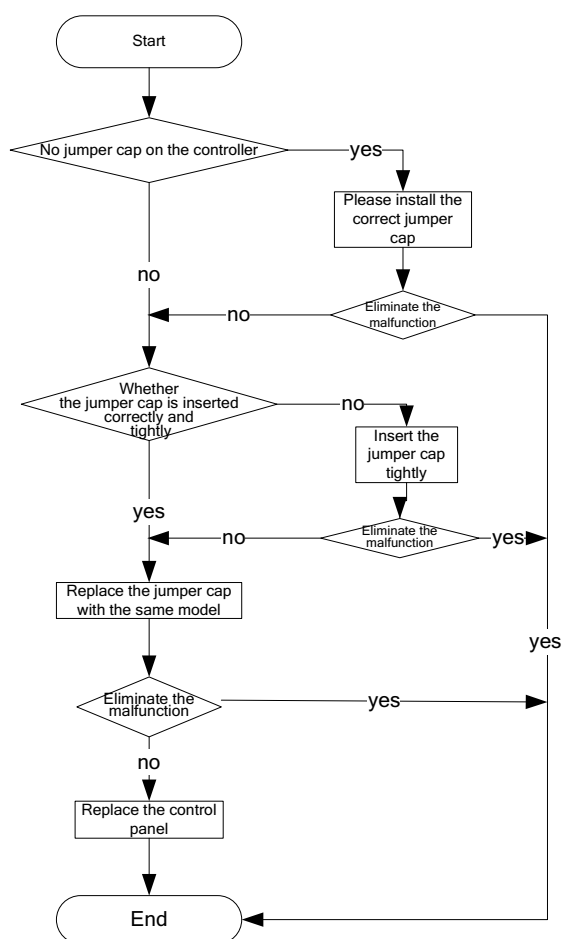 Start
No jumper cap on the controller
yes
Please install the
correct jumper
cap
no
Eliminate the
malfunction
no
Whether
the jumper cap is inserted
correctly and
tightly
no
Insert the
jumper cap
tightly
yes
Eliminate the
malfunction
no
yes
Replace the jumper cap
with the same model
yes
Eliminate the
malfunction
yes
no
Replace the control
panel
End